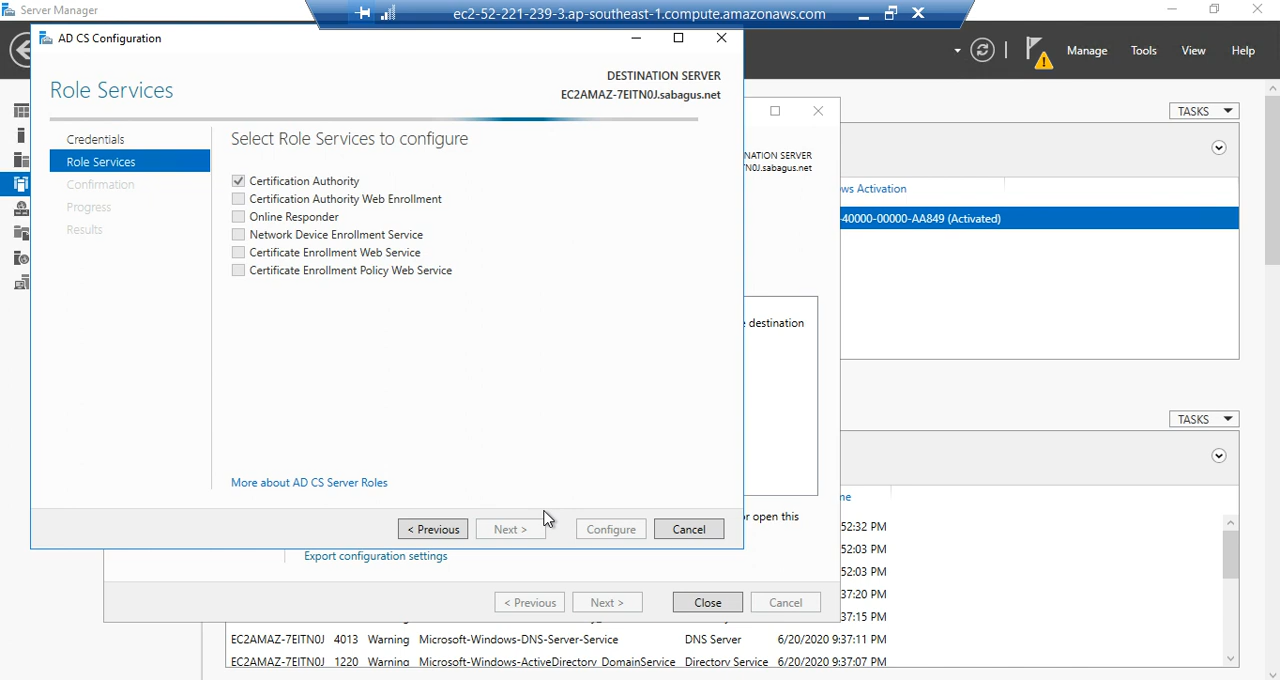 Server Manager
ec2-52-221-239-3.ap-southeast-1.compute.amazonaws.com
AD CS Configuration
Manage Tools View Help
Role Services
DESTINATION SERVER
EC2AMAZ-7EITN0J.sabagus.net
TASKS
Credentials
Role Services
Confirmation
Progress
Results
Select Role Services to configure
Certification Authority
Certification Authority Web Enrollment
Online Responder
Network Device Enrollment Service
Certificate Enrollment Web Service
Certificate Enrollment Policy Web Service
More about AD CS Server Roles
< Previous Next > Configure Cancel
NATION SERVER
N0J.sabagus.net
ws Activation
-40000-00000-AA849 (Activated)
e destination
TASKS
me
r open this
52:32 PM
52:03 PM
52:03 PM
37:20 PM
37:15 PM
Export configuration settings
< Previous Next > Close Cancel
EC2AMAZ-7EITN0J 4013 Warning Microsoft-Windows-DNS-Server-Service DNS Server 6/20/2020 9:37:11 PM
EC2AMAZ-7EITN0J 1220 Warning Microsoft-Windows-ActiveDirectory_DomainService Directory Service 6/20/2020 9:37:07 PM